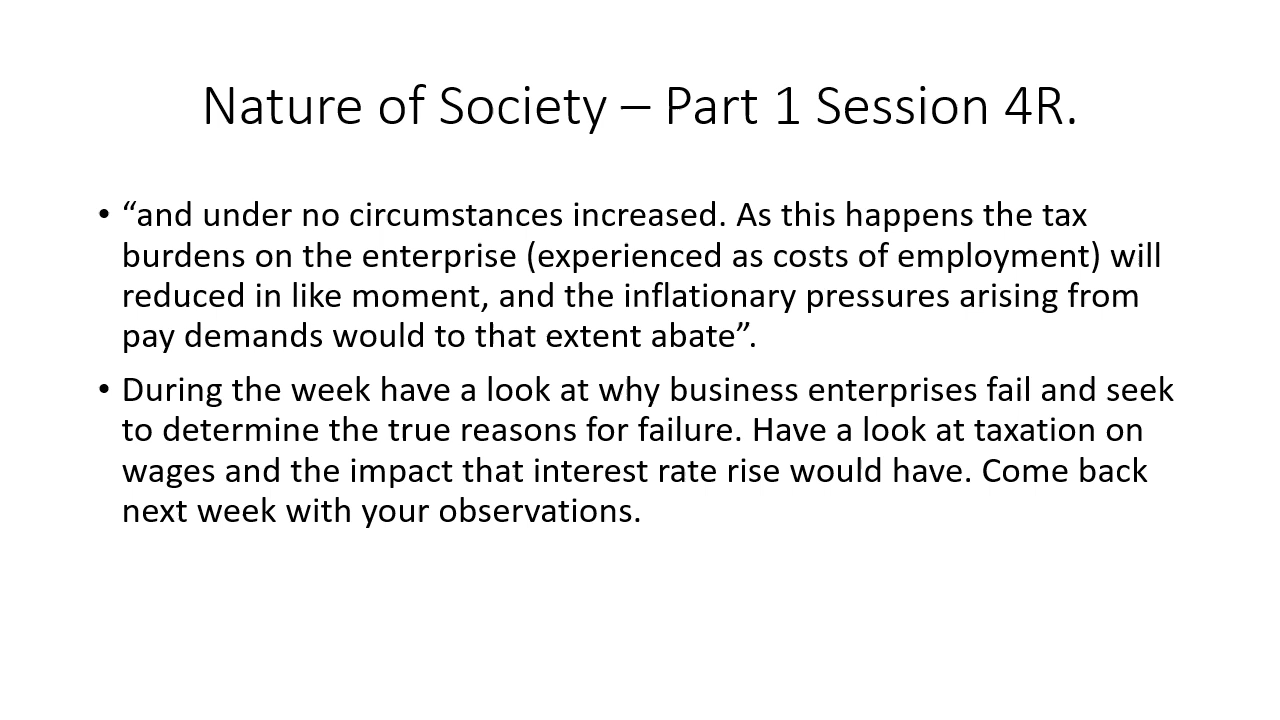 Nature of Society – Part 1 Session 4R.
• “and under no circumstances increased. As this happens the tax
burdens on the enterprise (experienced as costs of employment) will
reduced in like moment, and the inflationary pressures arising from
pay demands would to that extent abate”.
• During the week have a look at why business enterprises fail and seek
to determine the true reasons for failure. Have a look at taxation on
wages and the impact that interest rate rise would have. Come back
next week with your observations.